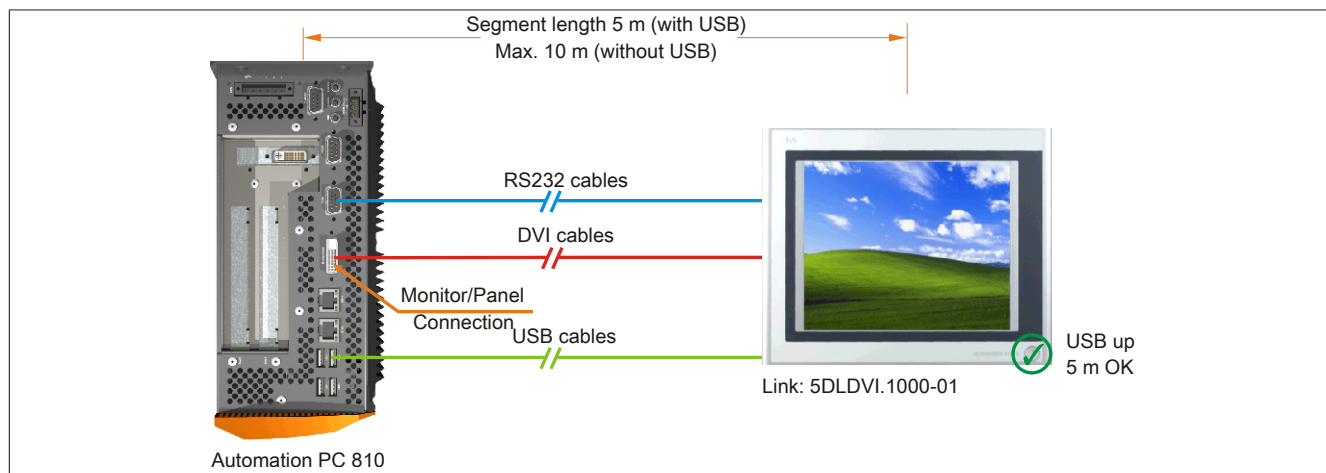 Segment length 5 m (with USB)
Max. 10 m (without USB)
RS232 cables
DVI cables
Monitor/Panel
Connection
USB cables
USB up
5 m OK
Link: 5DLDVI.1000-01
Automation PC 810